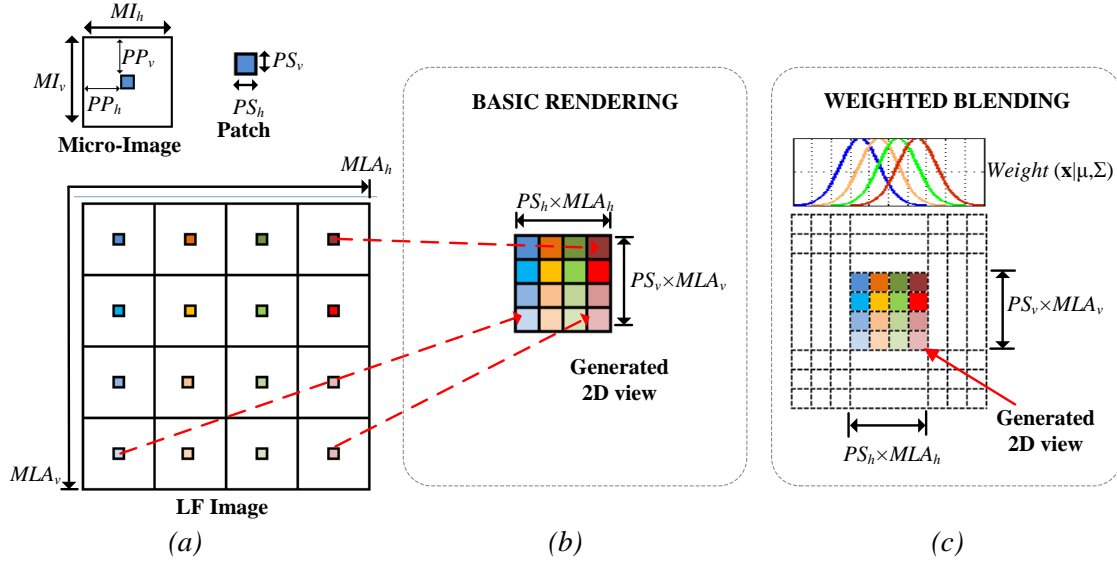 MI_h
MI_v
PP_v
PP_h
Micro-Image
PS_v
PS_h
Patch
MLA_h
MLA_v
LF Image
(a)
BASIC RENDERING
PS_h×MLA_h
PS_v×MLA_v
Generated
2D view
(b)
WEIGHTED BLENDING
Weight (x|μ,Σ)
PS_v×MLA_v
Generated
2D view
PS_h×MLA_h
(c)